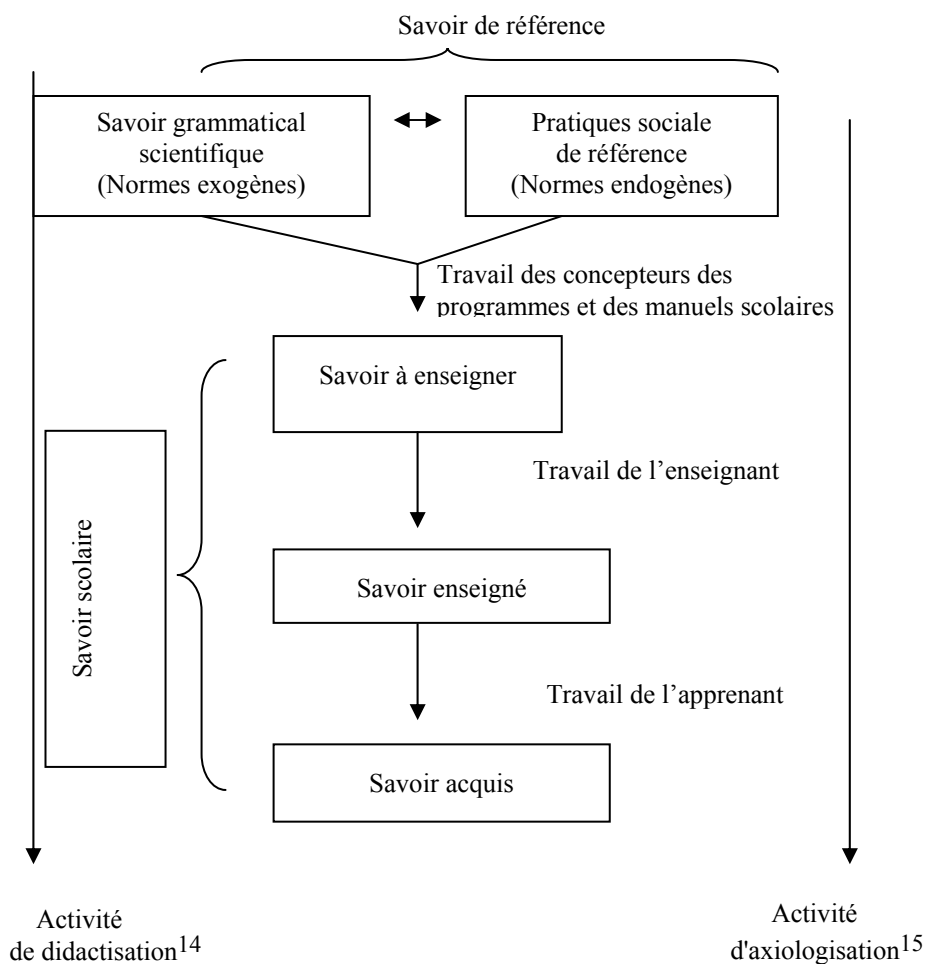 Savoir de référence
Savoir grammatical
scientifique
(Normes exogènes)
Pratiques sociale
de référence
(Normes endogènes)
Travail des concepteurs des
programmes et des manuels scolaires
Savoir à enseigner
Travail de l’enseignant
Savoir scolaire
Savoir enseigné
Travail de l’apprenant
Savoir acquis
Activité
de didactisation14
Activité
d'axiologisation15